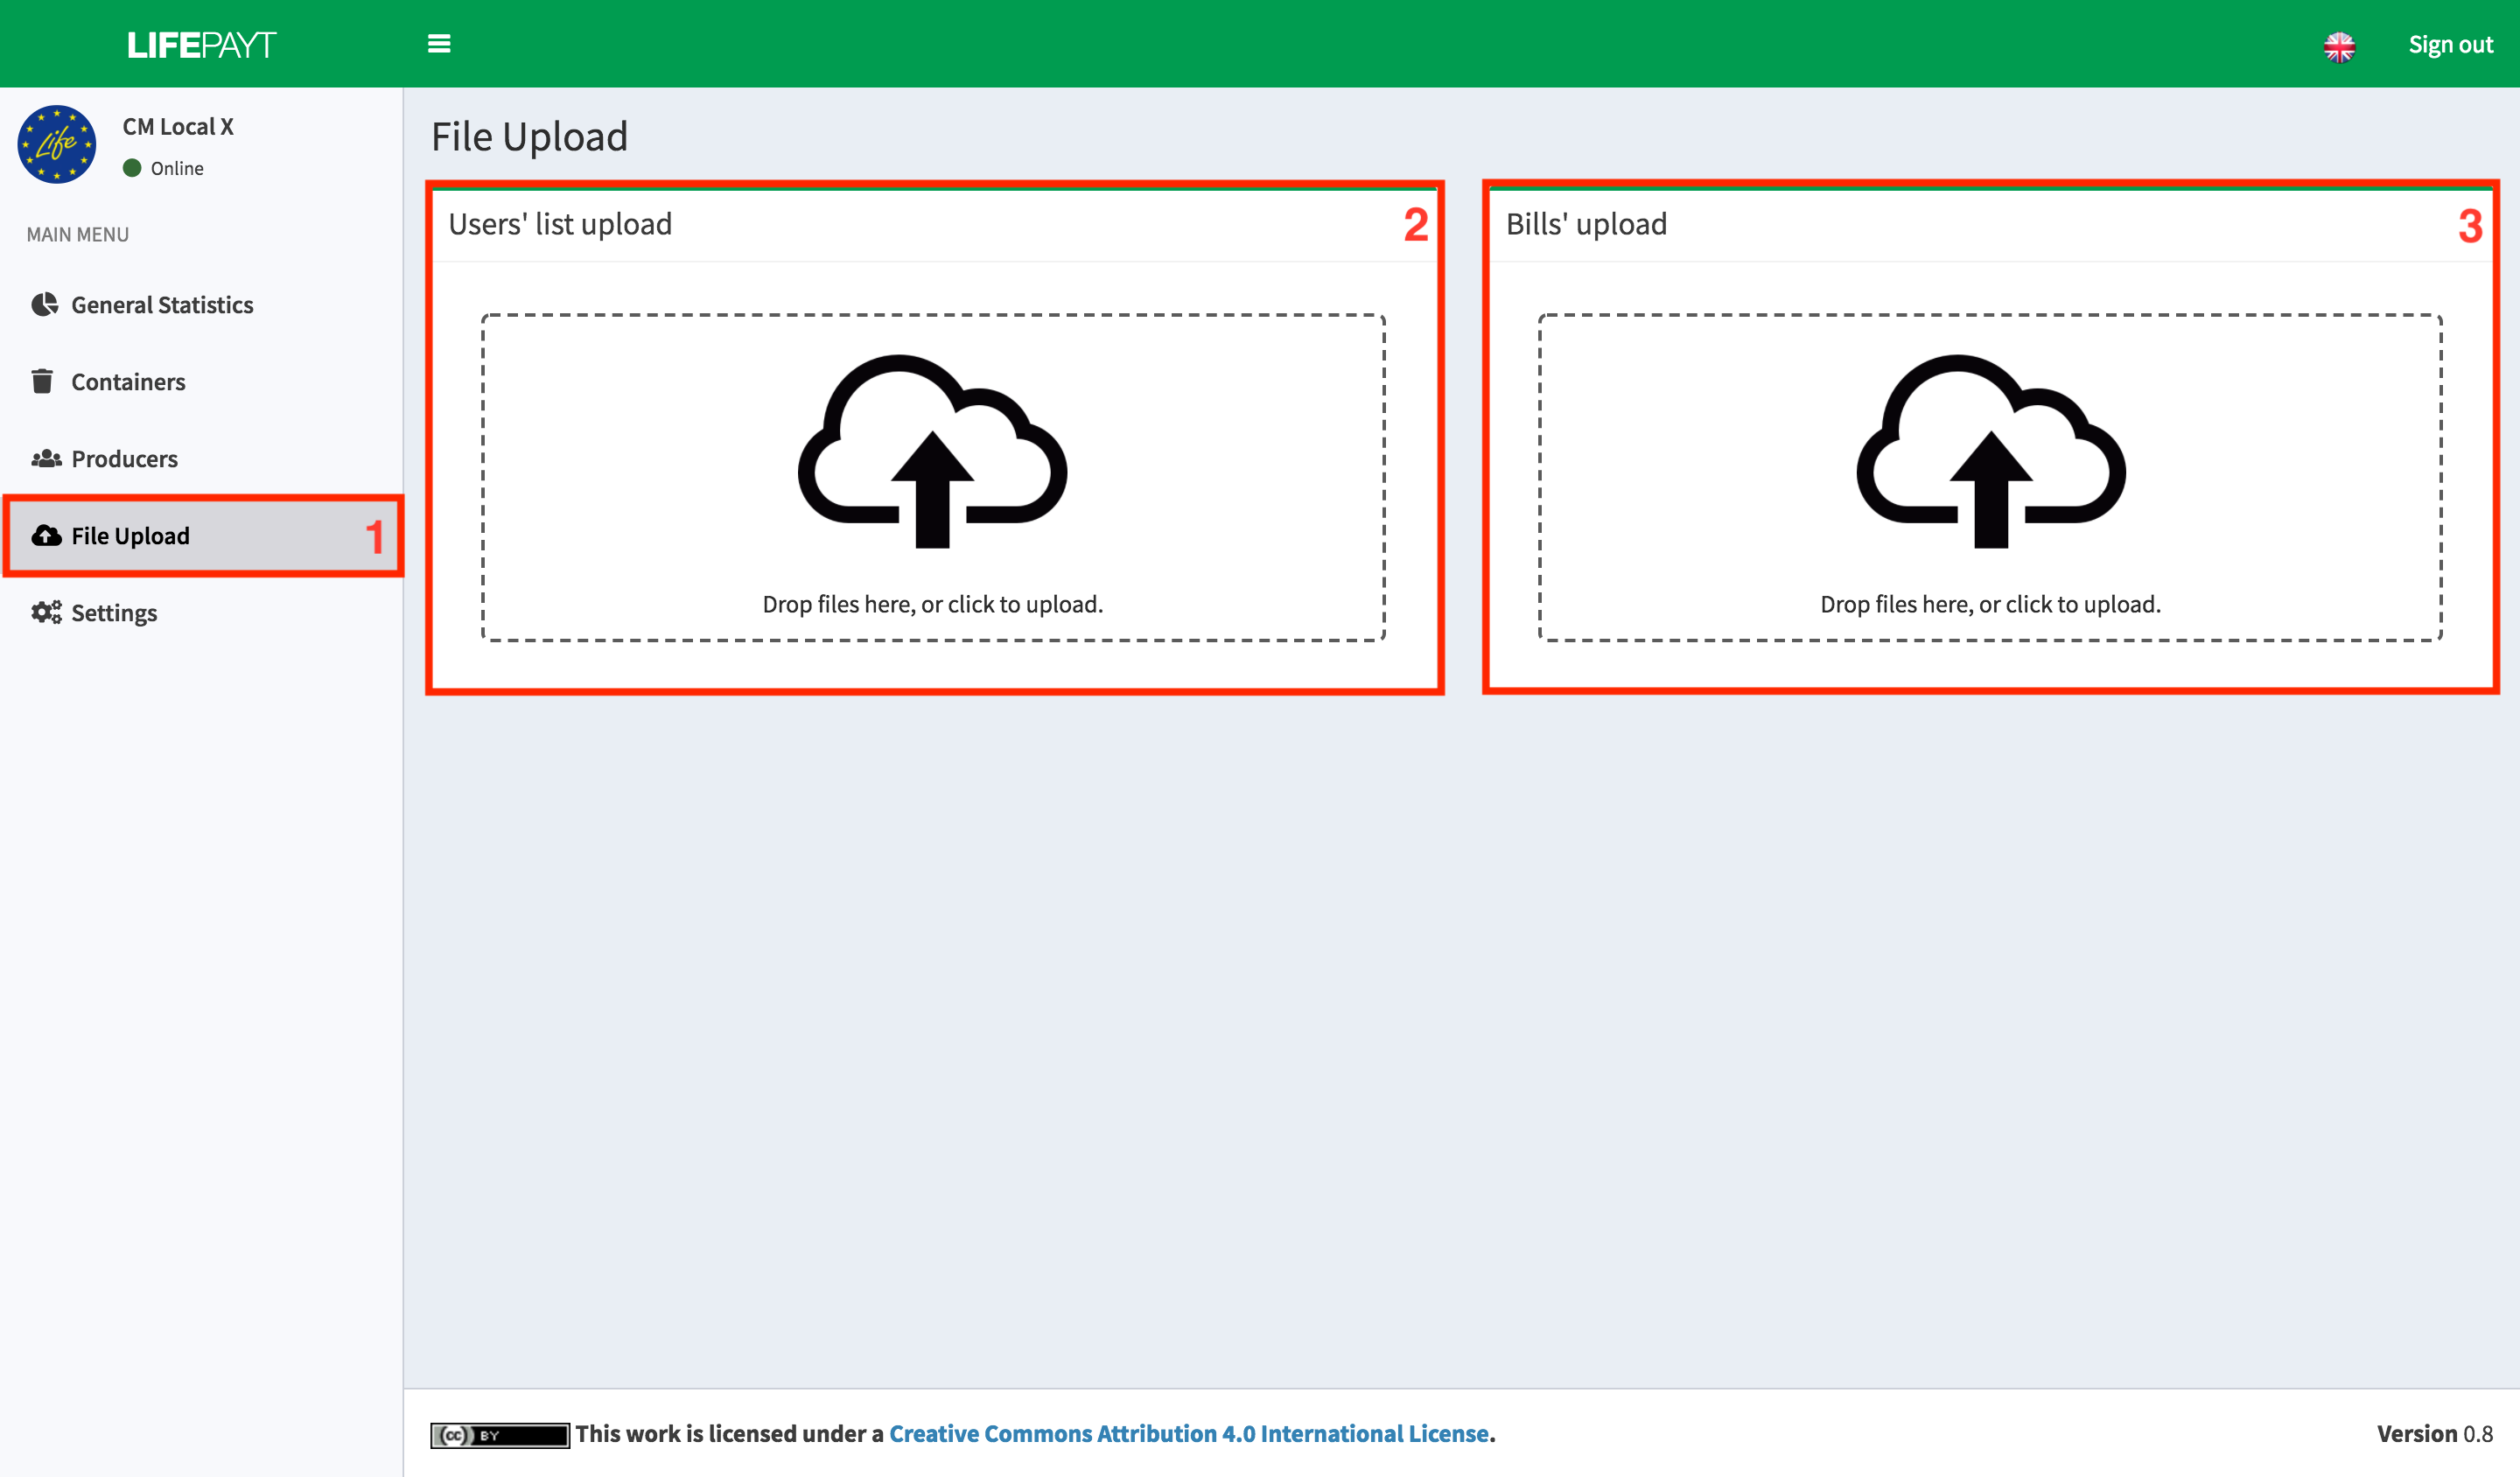 LIFEPAYT
Sign out
Life
CM Local X
Online
MAIN MENU
General Statistics
Containers
Producers
File Upload 1
Settings
File Upload
Users' list upload 2
Drop files here, or click to upload.
Bills' upload 3
Drop files here, or click to upload.
(cc) BY This work is licensed under a Creative Commons Attribution 4.0 International License.
Version 0.8